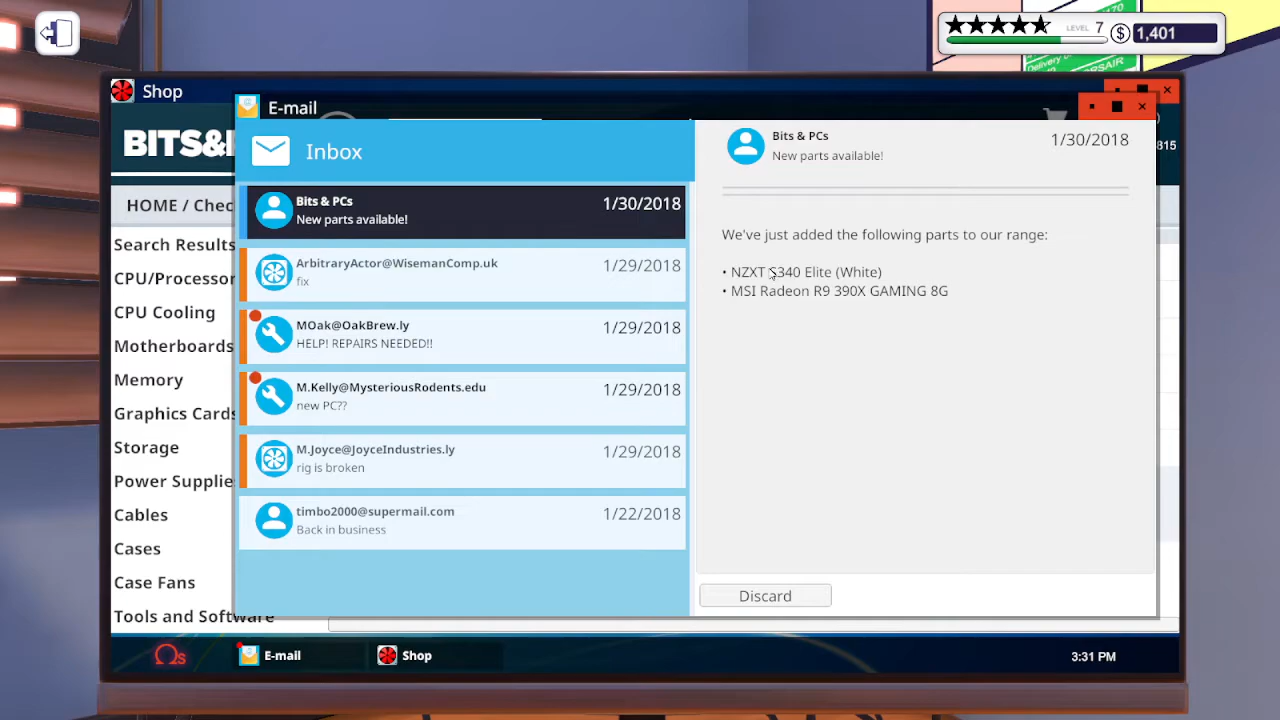 LEVEL 7
$ 1,401
Shop
E-mail
BITS&
815
HOME / Chec
Search Results
CPU/Processor
CPU Cooling
Motherboards
Memory
Graphics Cards
Storage
Power Supplie
Cables
Cases
Case Fans
Tools and Software
Inbox
Bits & PCs
New parts available!
1/30/2018
ArbitraryActor@WisemanComp.uk
fix
1/29/2018
MOak@OakBrew.ly
HELP! REPAIRS NEEDED!!
1/29/2018
M.Kelly@MysteriousRodents.edu
new PC??
1/29/2018
M.Joyce@JoyceIndustries.ly
rig is broken
1/29/2018
timbo2000@supermail.com
Back in business
1/22/2018
Bits & PCs
New parts available!
1/30/2018
We've just added the following parts to our range:
• NZXT S340 Elite (White)
• MSI Radeon R9 390X GAMING 8G
Discard
Ωs
E-mail
Shop
3:31 PM